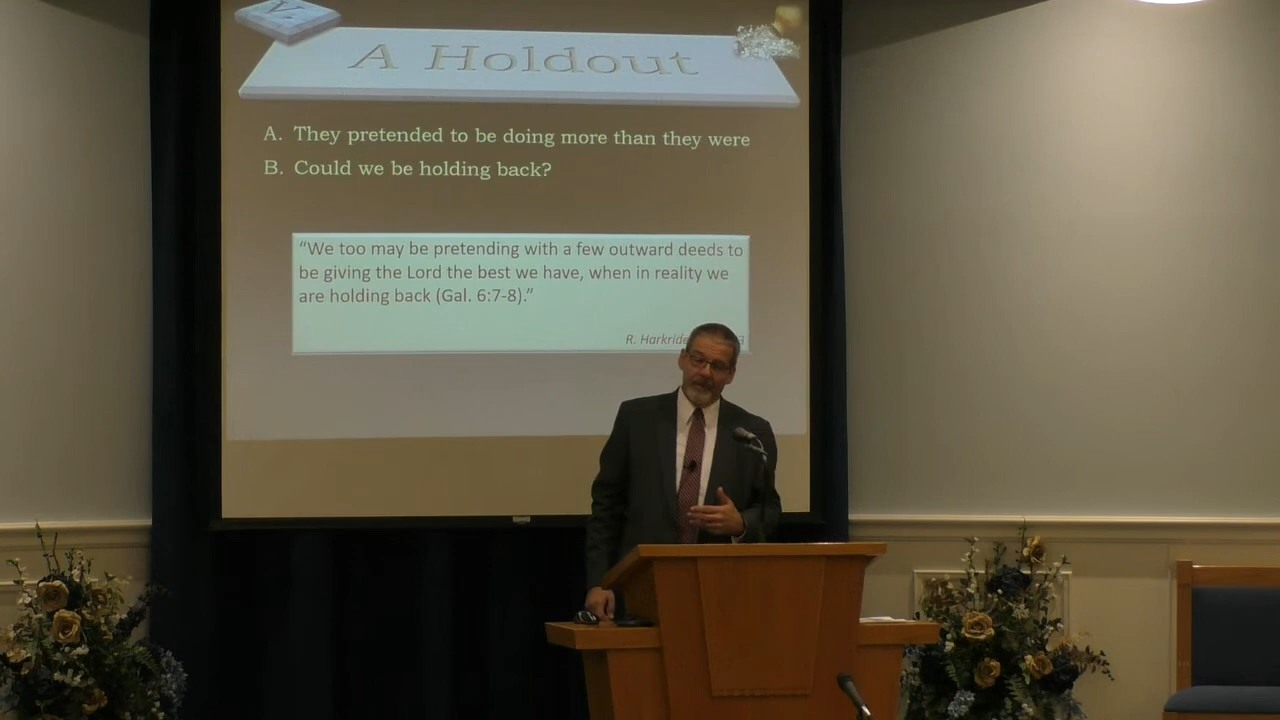 V.
A Holdout
A. They pretended to be doing more than they were
B. Could we be holding back?
“We too may be pretending with a few outward deeds to
be giving the Lord the best we have, when in reality we
are holding back (Gal. 6:7-8).”
R.